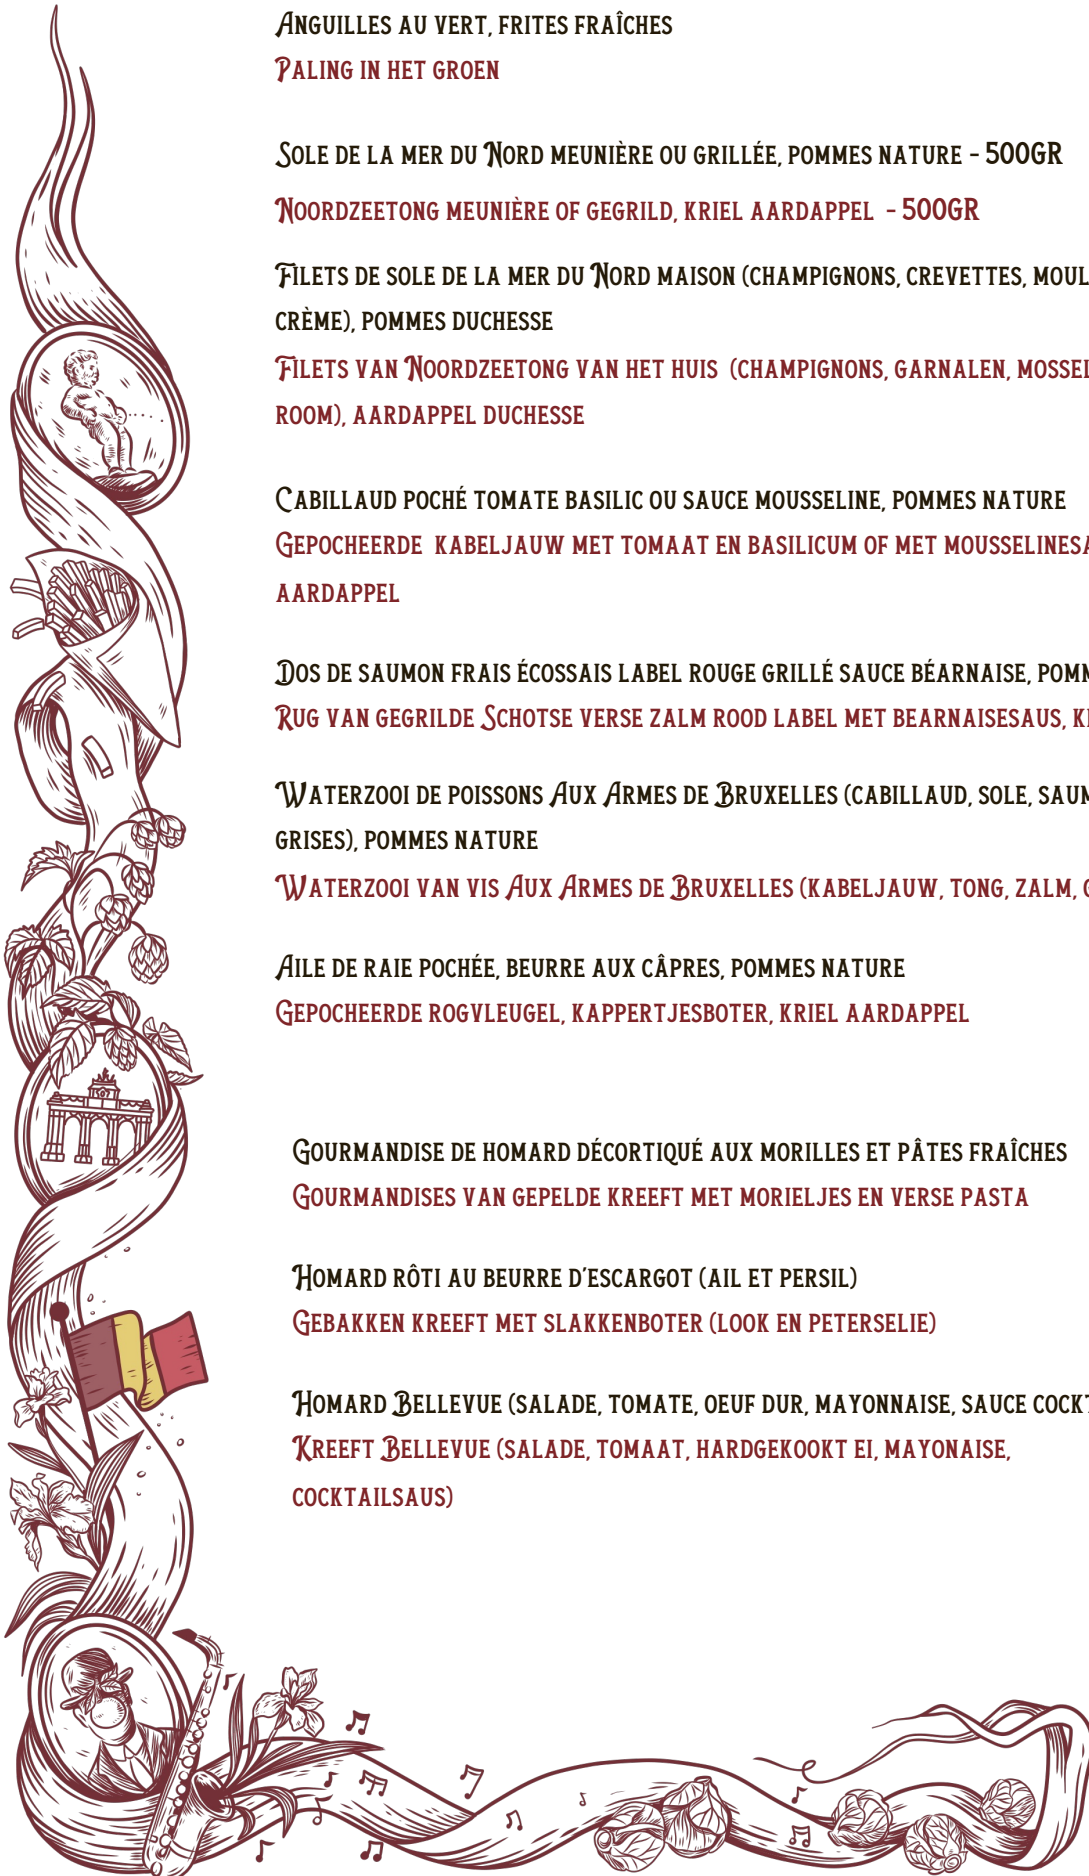 Anguilles au vert, frites fraîches
Paling in het groen
Sole de la mer du Nord meunière ou grillée, pommes nature - 500gr
Noordzeetong meunière of gegrild, kriel aardappel - 500gr
Filets de sole de la mer du Nord maison (champignons, crevettes,
crème), pommes duchesse
Filets van Noordzeetong van het huis (champignons, garnalen,
room), aardappel duchesse
Cabillaud poché tomate basilic ou sauce mousseline, pommes nature
Gepocheerde kabeljauw met tomaat en basilicum of met
aardappel
Dos de saumon frais écossais label rouge grillé sauce béarnaise,
Rug van gegrilde Schotse verse zalm rood label met bearnaisesaus,
Waterzooi de poissons Aux Armes de Bruxelles (cabillaud, sole,
grises), pommes nature
Waterzooi van vis Aux Armes de Bruxelles (kabeljauw, tong, zalm,
Aile de raie pochée, beurre aux câpres, pommes nature
Gepocheerde rogvleugel, kappertjesboter, kriel aardappel
Gourmandise de homard décortiqué aux morilles et pâtes fraîches
Gourmandises van gepelde kreeft met morieljes en verse pasta
Homard rôti au beurre d'escargot (ail et persil)
Gebakken kreeft met slakkenboter (look en peterselie)
Homard Bellevue (salade, tomate, oeuf dur, mayonnaise, sauce
Kreeft Bellevue (salade, tomaat, hardgekookt ei, mayonaise,
cocktailsaus)